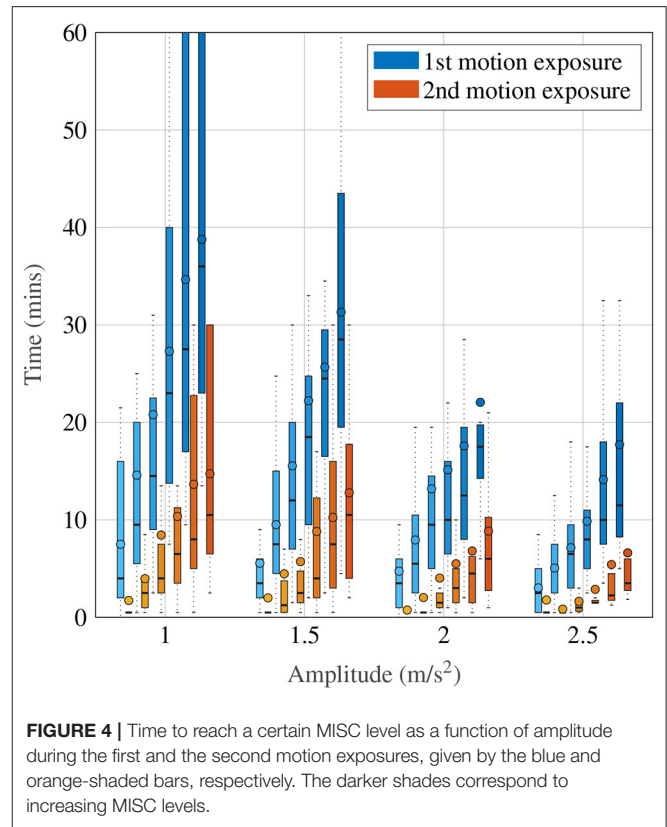 60
50
40
30
20
10
0
Time (mins)
1st motion exposure
2nd motion exposure
1 1.5 2 2.5
Amplitude (m/s²)
FIGURE 4 | Time to reach a certain MISC level as a function of amplitude
during the first and the second motion exposures, given by the blue and
orange-shaded bars, respectively. The darker shades correspond to
increasing MISC levels.